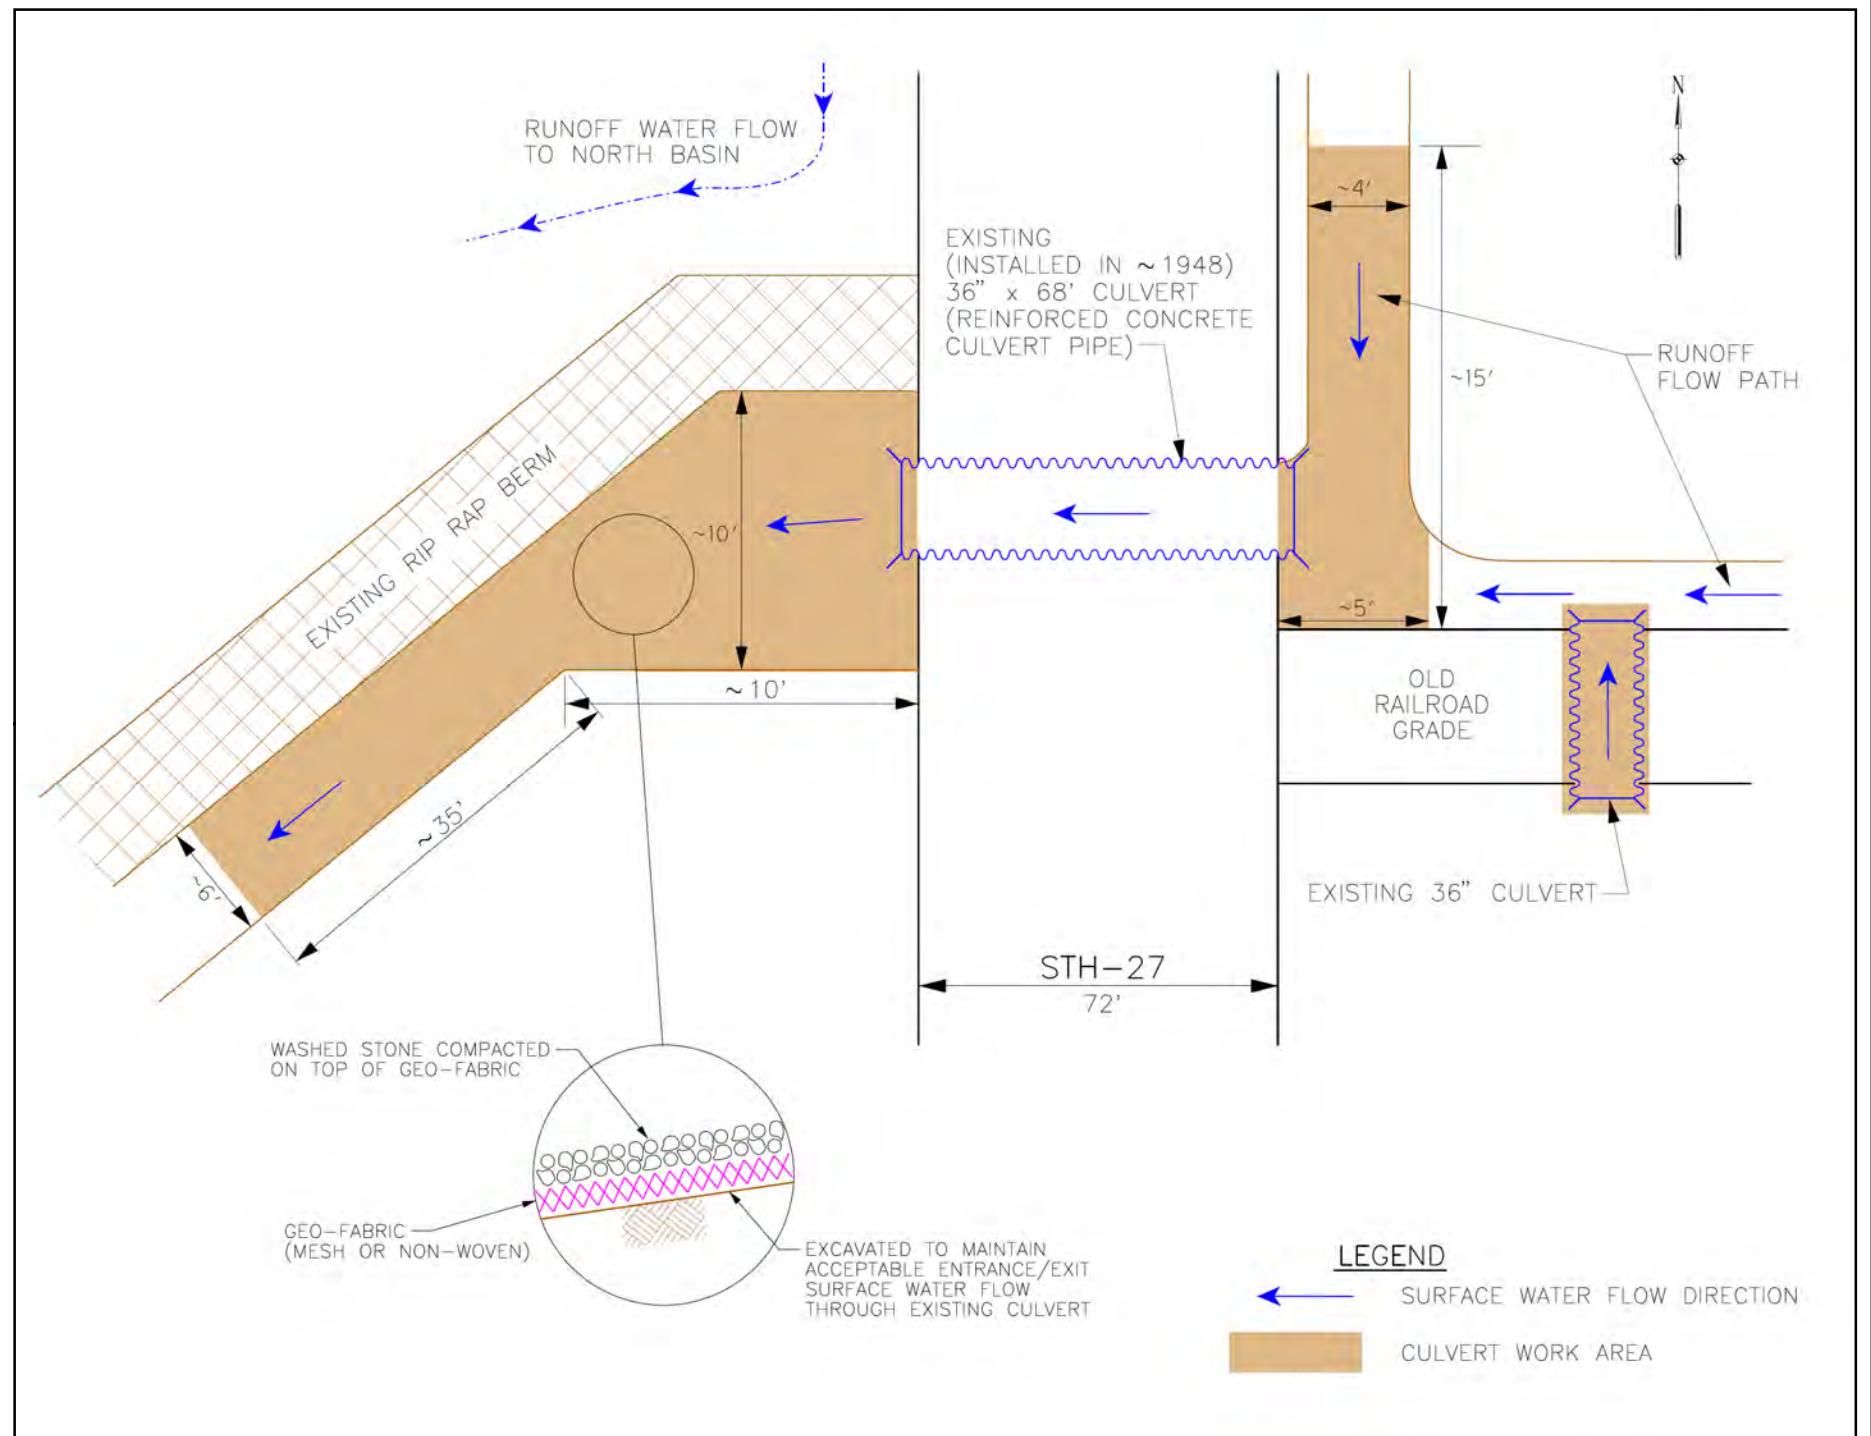 RUNOFF WATER FLOW
TO NORTH BASIN
N
~4'
EXISTING
(INSTALLED IN ~1948)
36" x 68' CULVERT
(REINFORCED CONCRETE
CULVERT PIPE)
RUNOFF
FLOW PATH
~15'
EXISTING RIP RAP BERM
~10'
~5'
~10'
OLD
RAILROAD
GRADE
~35'
~6'
EXISTING 36" CULVERT
STH-27
72'
WASHED STONE COMPACTED
ON TOP OF GEO-FABRIC
GEO-FABRIC
(MESH OR NON-WOVEN)
EXCAVATED TO MAINTAIN
ACCEPTABLE ENTRANCE/EXIT
SURFACE WATER FLOW
THROUGH EXISTING CULVERT
LEGEND
SURFACE WATER FLOW DIRECTION
CULVERT WORK AREA